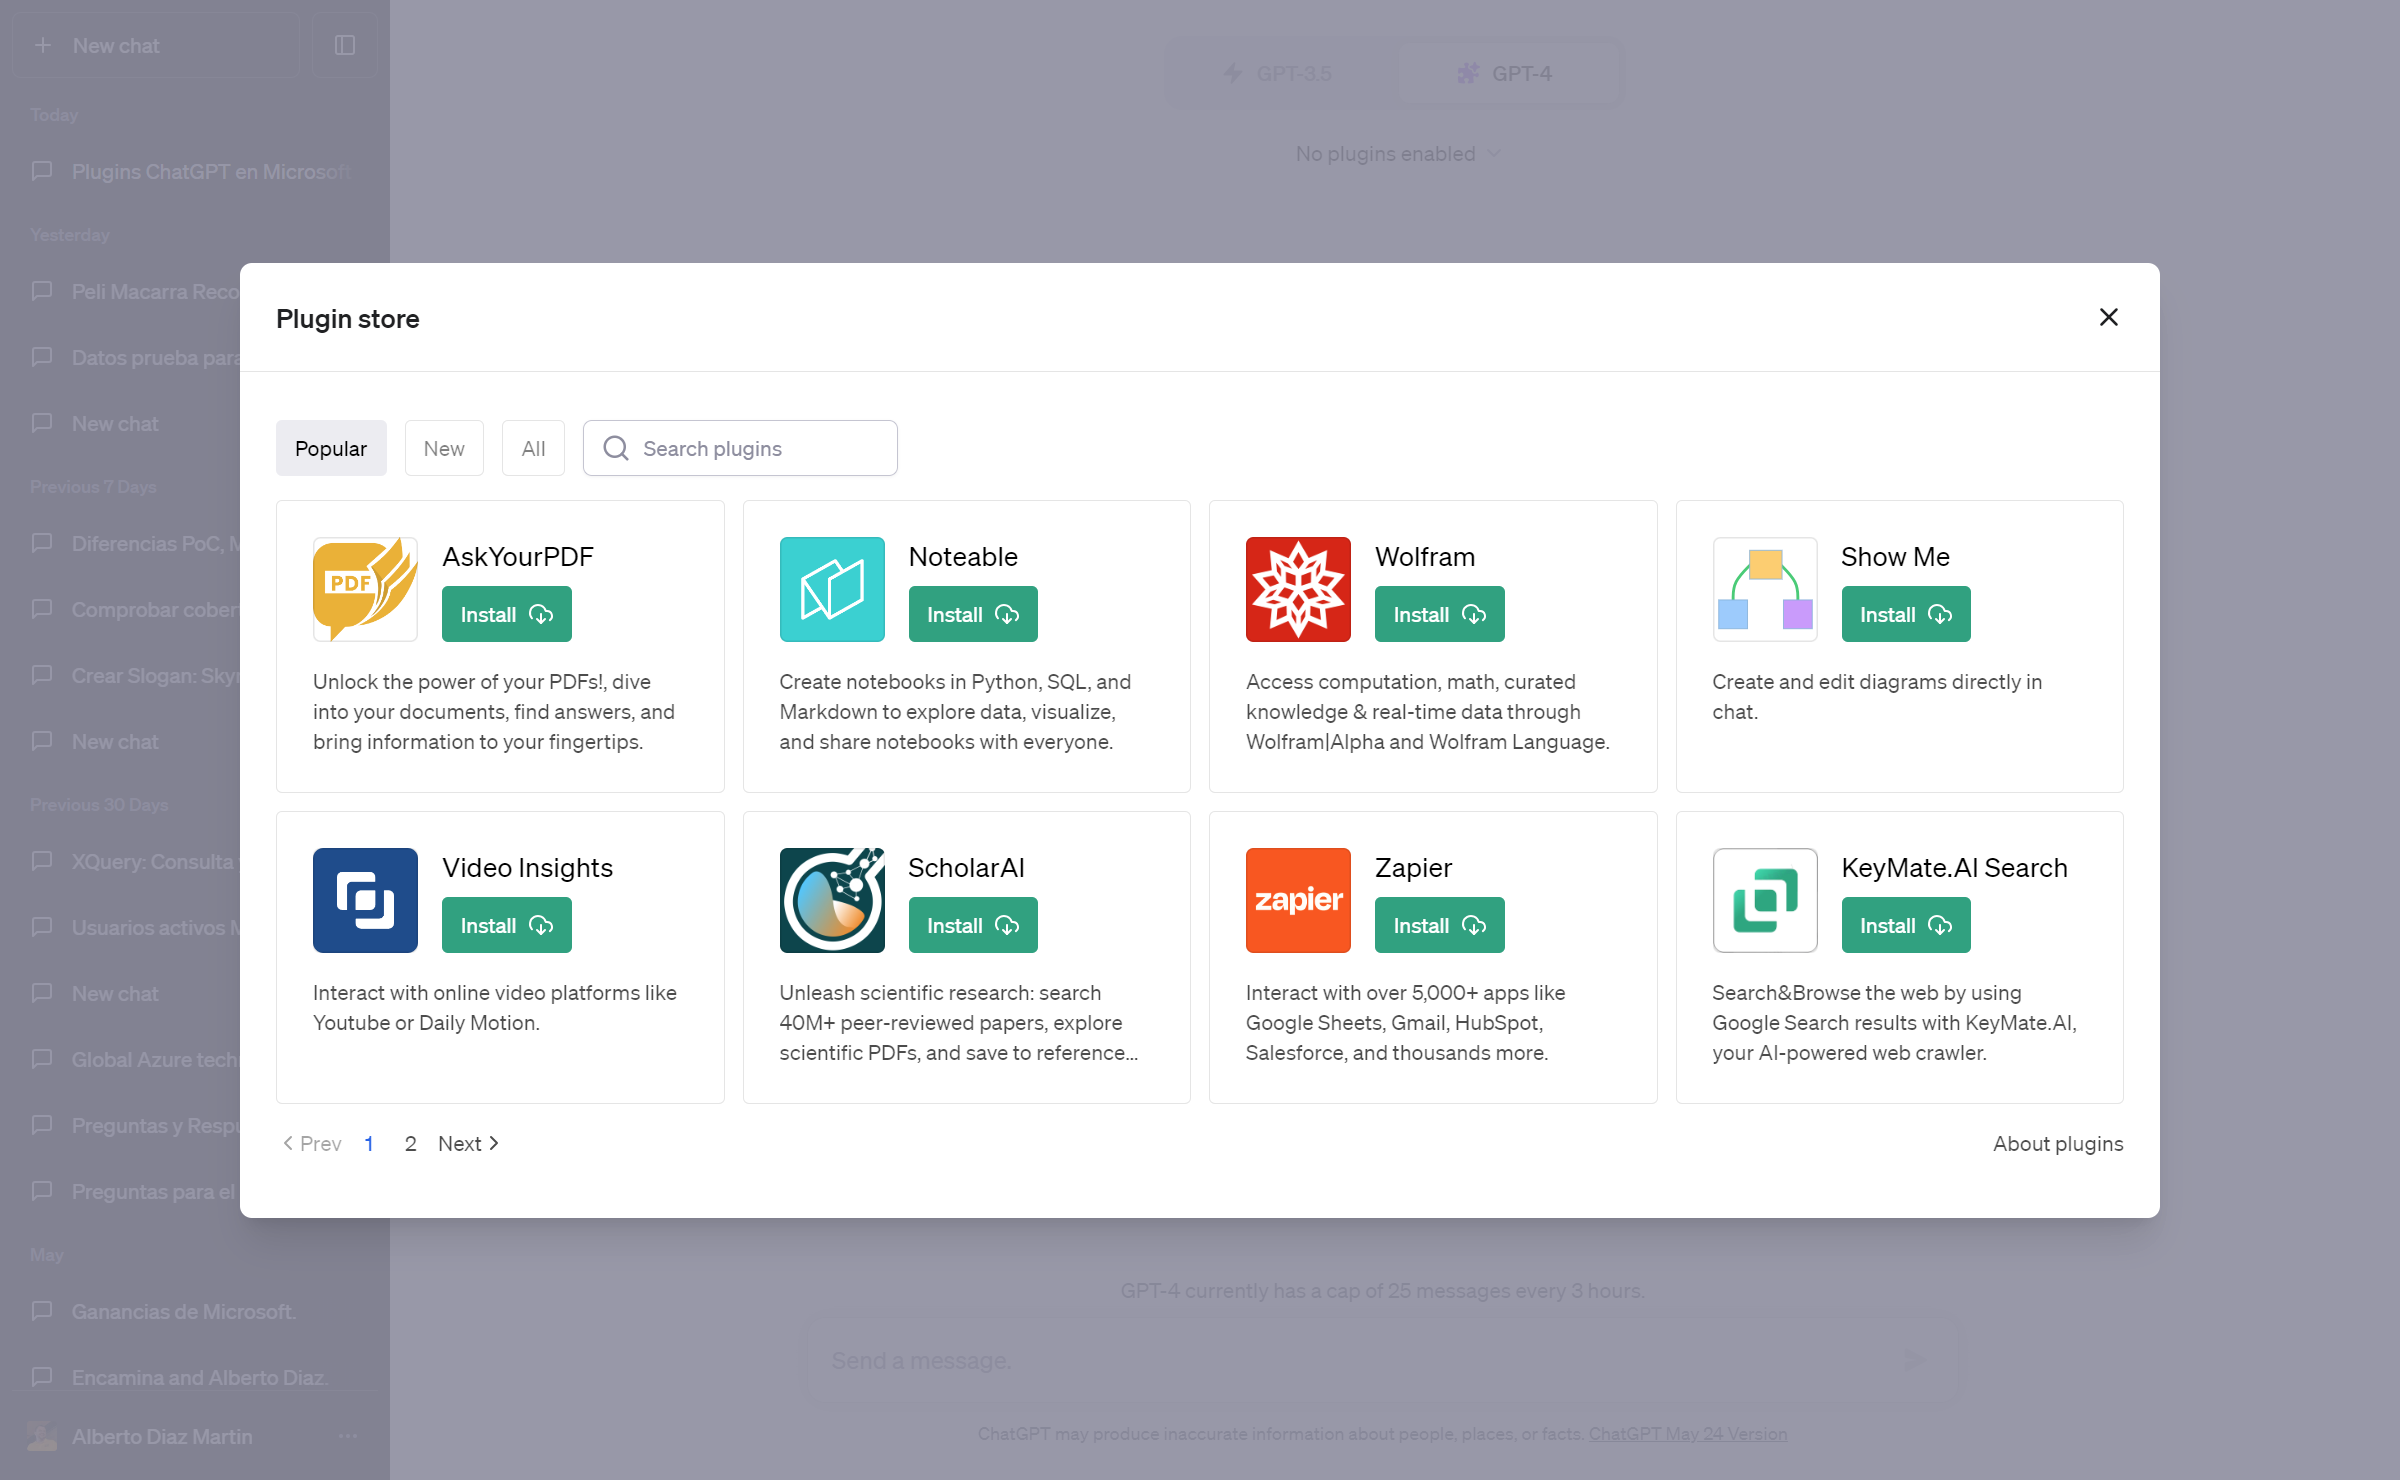 New chat
Today
Plugins ChatGPT en Microsoft
Yesterday
Peli Macarra Reco
Datos prueba para
New chat
Previous 7 Days
Diferencias PoC, M
Comprobar cober
Crear Slogan: Sky
New chat
Previous 30 Days
XQuery: Consulta
Usuarios activos M
New chat
Global Azure tech
Preguntas y Respu
Preguntas para el
May
Ganancias de Microsoft.
Encamina and Alberto Diaz.
Alberto Diaz Martin
GPT-3.5
GPT-4
No plugins enabled
Plugin store
Popular
New
All
Search plugins
AskYourPDF
PDF
Install
Unlock the power of your PDFs!, dive
into your documents, find answers, and
bring information to your fingertips.
Noteable
Install
Create notebooks in Python, SQL, and
Markdown to explore data, visualize,
and share notebooks with everyone.
Wolfram
Install
Access computation, math, curated
knowledge & real-time data through
Wolfram|Alpha and Wolfram Language.
Show Me
Install
Create and edit diagrams directly in
chat.
Video Insights
Install
Interact with online video platforms like
Youtube or Daily Motion.
ScholarAI
Install
Unleash scientific research: search
40M+ peer-reviewed papers, explore
scientific PDFs, and save to reference...
Zapier
zapier
Install
Interact with over 5,000+ apps like
Google Sheets, Gmail, HubSpot,
Salesforce, and thousands more.
KeyMate.AI Search
Install
Search&Browse the web by using
Google Search results with KeyMate.AI,
your AI-powered web crawler.
Prev 1 2 Next
About plugins
GPT-4 currently has a cap of 25 messages every 3 hours.
Send a message.
ChatGPT may produce inaccurate information about people, places, or facts. ChatGPT May 24 Version